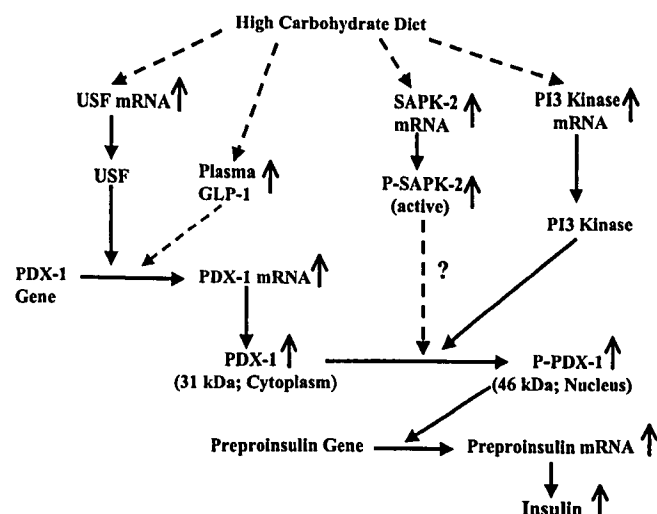 High Carbohydrate Diet
USF mRNA
SAPK-2
mRNA
PI3 Kinase
mRNA
USF
Plasma
GLP-1
P-SAPK-2
(active)
PI3 Kinase
?
PDX-1
Gene
PDX-1 mRNA
PDX-1
(31 kDa; Cytoplasm)
P-PDX-1
(46 kDa; Nucleus)
Preproinsulin Gene
Preproinsulin mRNA
Insulin